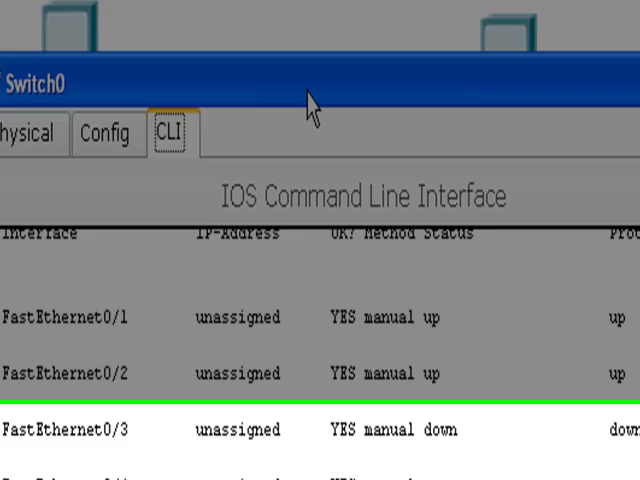 Switch0
hysical Config CLI
IOS Command Line Interface
Interface IP-Address OK? Method Status Prot
FastEthernet0/1 unassigned YES manual up up
FastEthernet0/2 unassigned YES manual up up
FastEthernet0/3 unassigned YES manual down down